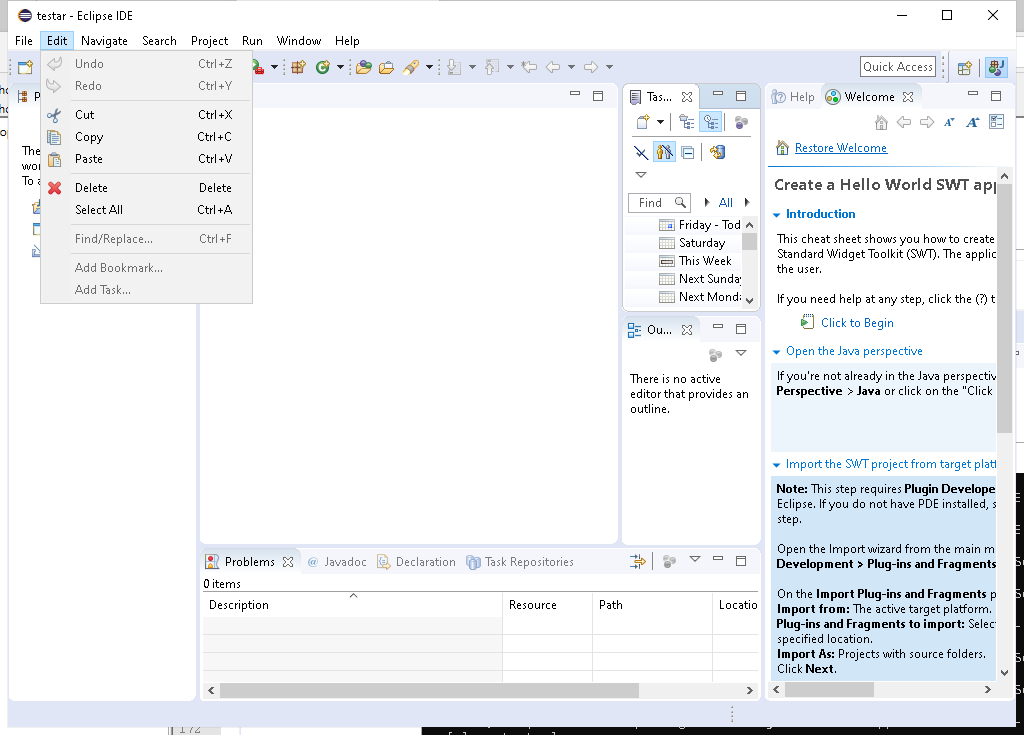 testar - Eclipse IDE
File Edit Navigate Search Project Run Window Help
Quick Access
Undo Ctrl+Z
Redo Ctrl+Y
Cut Ctrl+X
Copy Ctrl+C
Paste Ctrl+V
Delete Delete
Select All Ctrl+A
Find/Replace... Ctrl+F
Add Bookmark...
Add Task...
P
The
wor
To a
Tas...
Find
All
Friday - Tod
Saturday
This Week
Next Sunday
Next Mond
Ou...
There is no active
editor that provides an
outline.
Help Welcome
Restore Welcome
Create a Hello World SWT app
Introduction
This cheat sheet shows you how to create
Standard Widget Toolkit (SWT). The applic
the user.
If you need help at any step, click the (?) t
Click to Begin
Open the Java perspective
If you're not already in the Java perspectiv
Perspective > Java or click on the "Click
Import the SWT project from target platf
Note: This step requires Plugin Develope
Eclipse. If you do not have PDE installed, s
step.
Open the Import wizard from the main m
Development > Plug-ins and Fragments
On the Import Plug-ins and Fragments p
Import from: The active target platform.
Plug-ins and Fragments to import: Selec
specified location.
Import As: Projects with source folders.
Click Next.
Problems @ Javadoc Declaration Task Repositories
0 items
Description Resource Path Locatio
172